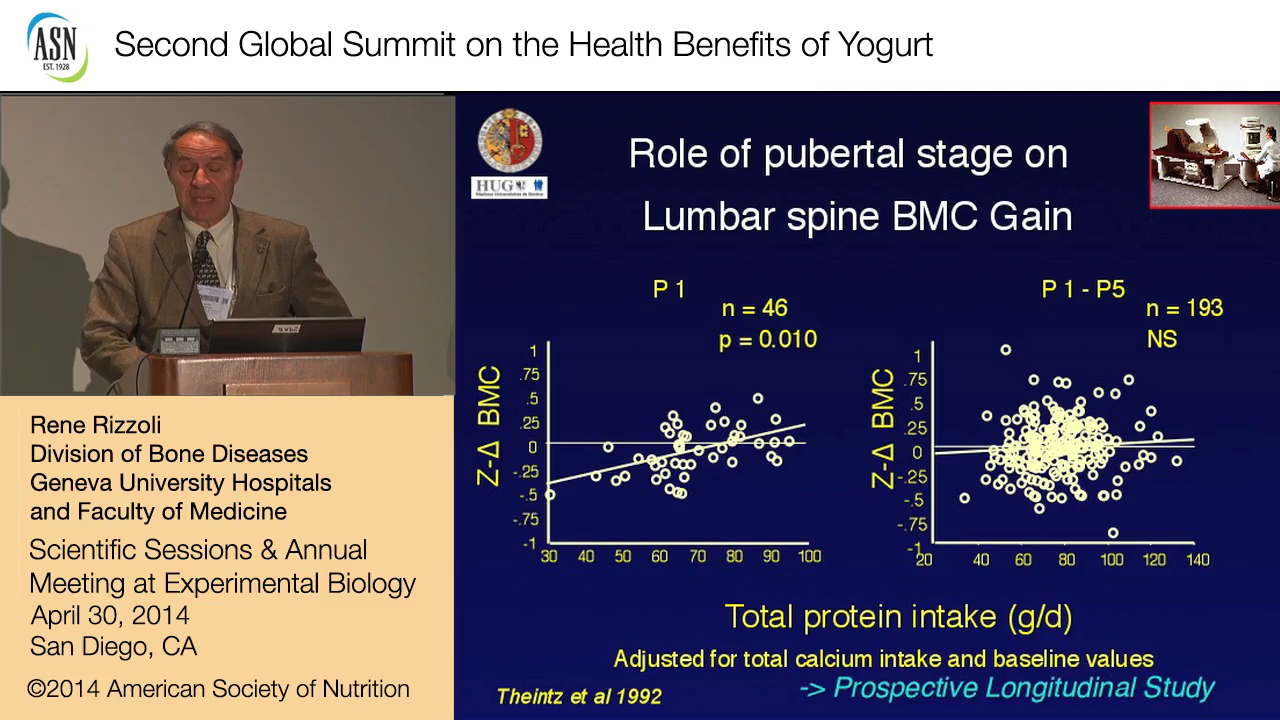 ASN
EST. 1928
Second Global Summit on the Health Benefits of Yogurt
HUG
Role of pubertal stage on
Lumbar spine BMC Gain
P 1
n = 46
p = 0.010
Z-Δ BMC
1
.75
.5
.25
0
-.25
-.5
-.75
-1
30 40 50 60 70 80 90 100
P 1 - P5
n = 193
NS
Z-Δ BMC
1
.75
.5
.25
0
-.25
-.5
-.75
-1
20 40 60 80 100 120 140
Total protein intake (g/d)
Adjusted for total calcium intake and baseline values
-> Prospective Longitudinal Study
Theintz et al 1992
Rene Rizzoli
Division of Bone Diseases
Geneva University Hospitals
and Faculty of Medicine
Scientific Sessions & Annual
Meeting at Experimental Biology
April 30, 2014
San Diego, CA
©2014 American Society of Nutrition